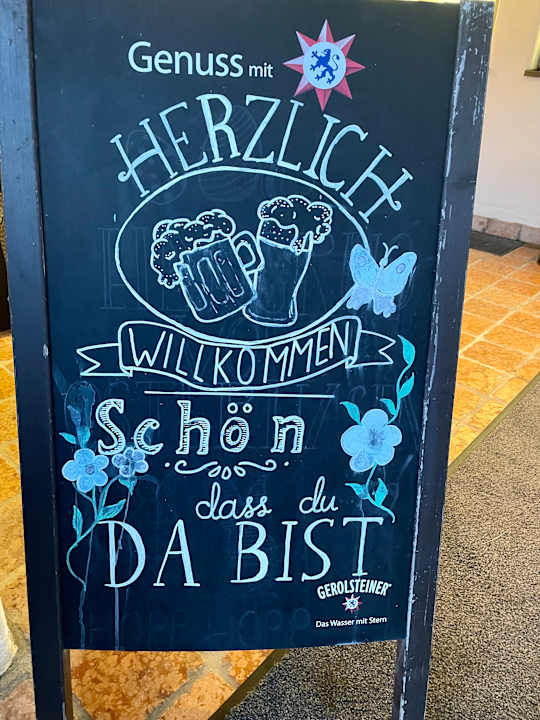 Genuss mit
HERZLICH
WILLKOMMEN
Schön
dass du
DA BIST
GEROLSTEINER
Das Wasser mit Stern